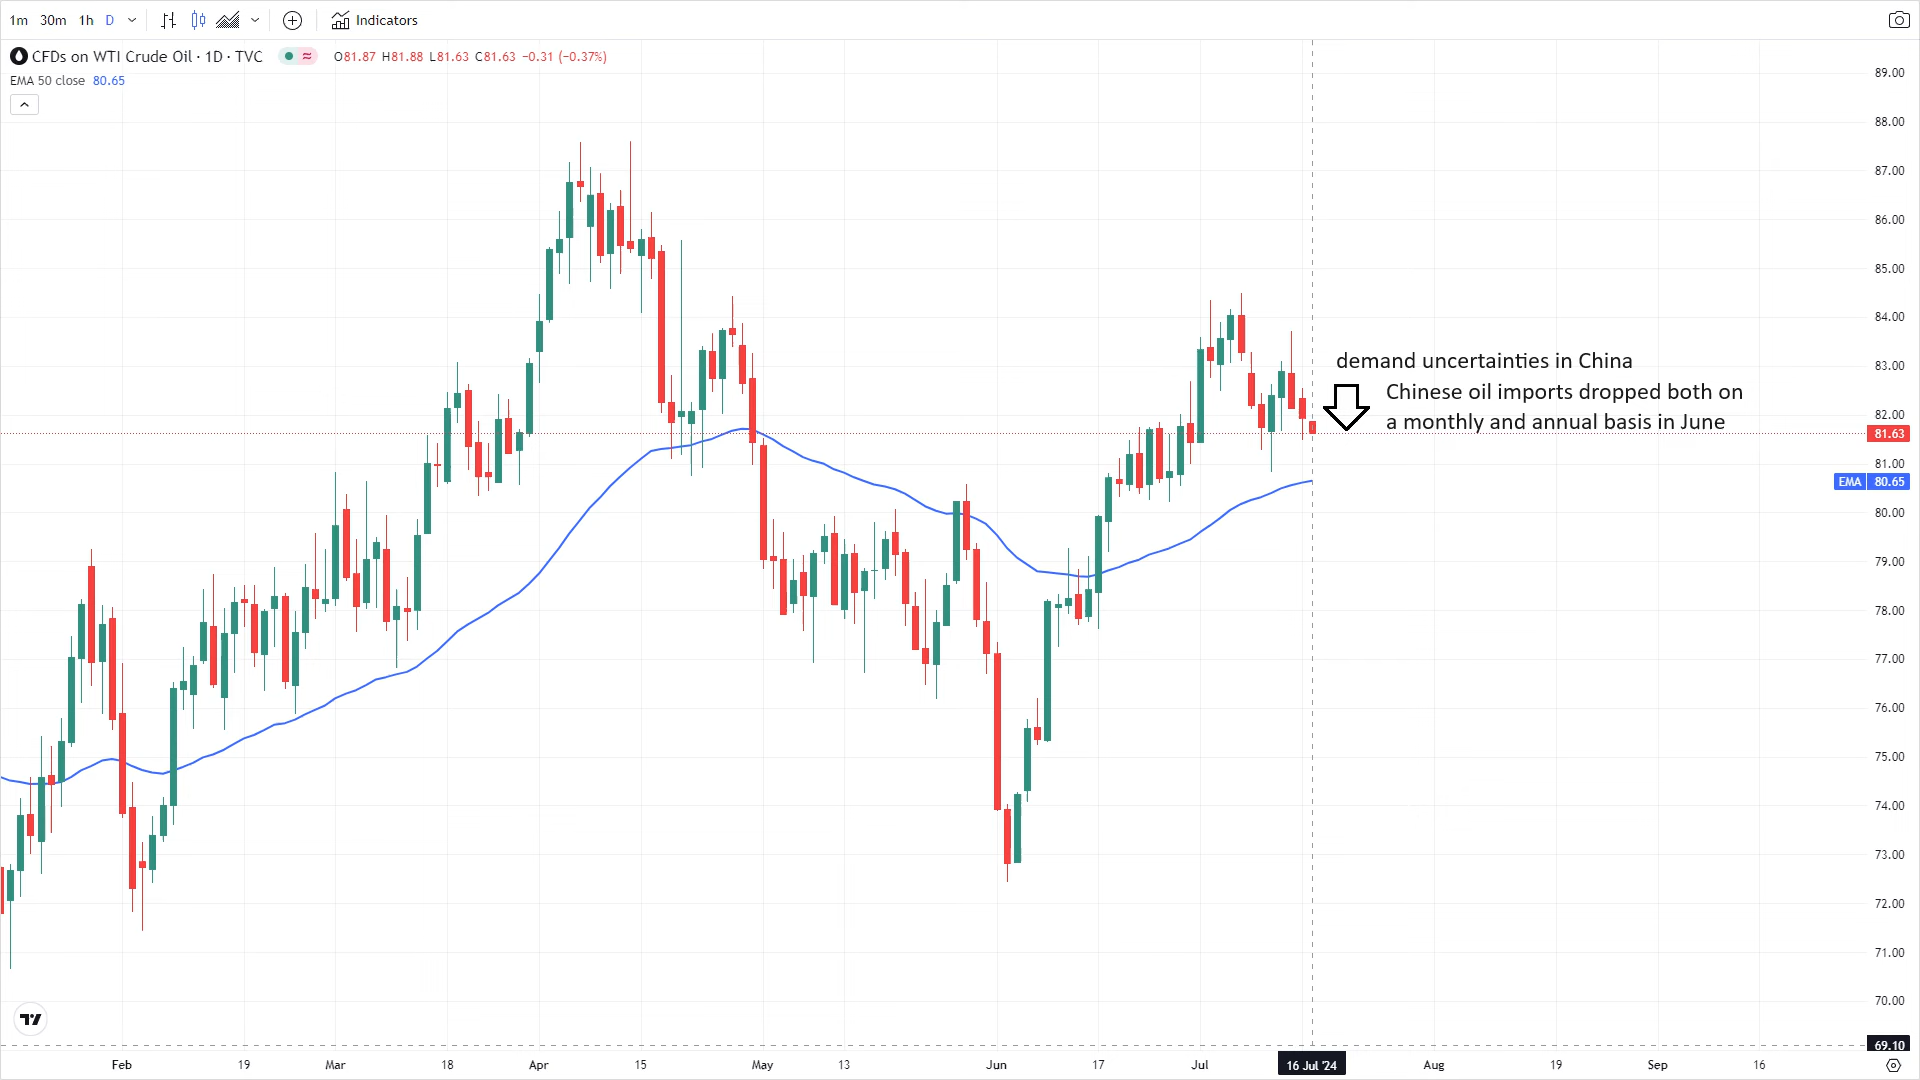 1m 30m 1h D Indicators
CFDs on WTI Crude Oil · 1D · TVC ≈ O81.87 H81.88 L81.63 C81.63 −0.31 (−0.37%)
EMA 50 close 80.65
89.00
88.00
87.00
86.00
85.00
84.00
83.00
demand uncertainties in China
Chinese oil imports dropped both on
a monthly and annual basis in June
82.00
81.63
81.00
EMA 80.65
80.00
79.00
78.00
77.00
76.00
75.00
74.00
73.00
72.00
71.00
70.00
69.10
Feb 19 Mar 18 Apr 15 May 13 Jun 17 Jul 16 Jul '24 Aug 19 Sep 16